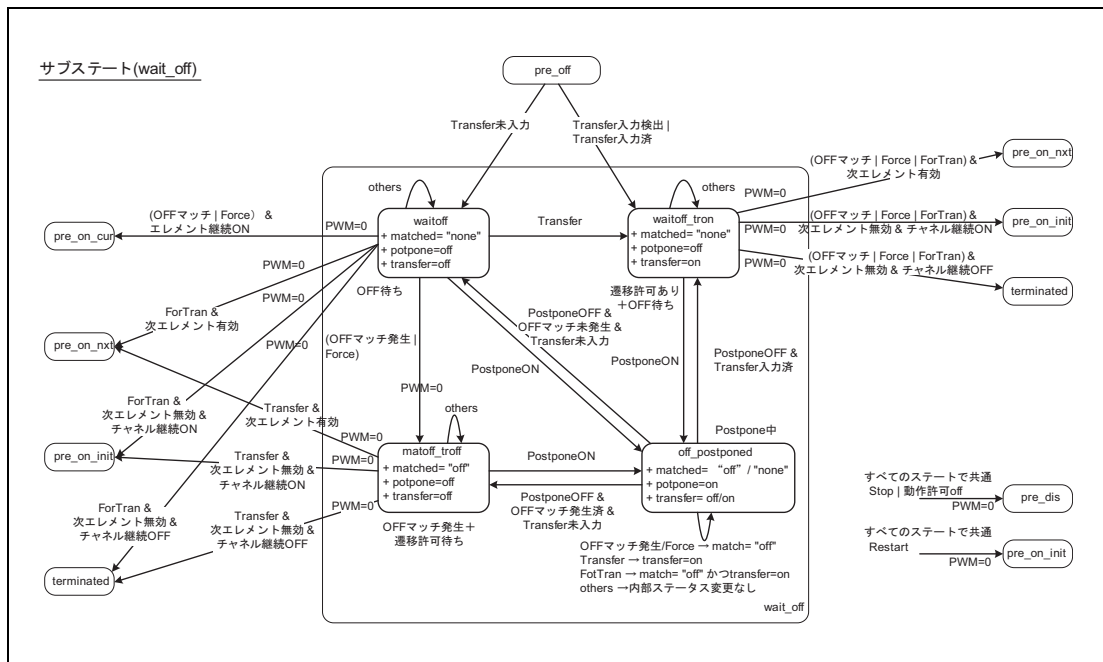 サブステート(wait_off)
pre_off
Transfer未入力
Transfer入力検出 |
Transfer入力済
pre_on_nxt
(OFFマッチ | Force | ForTran) &
次エレメント有効
PWM=0
others
others
(OFFマッチ | Force） &
エレメント継続ON
PWM=0
pre_on_cur
waitoff
+ matched= "none"
+ potpone=off
+ transfer=off
Transfer
waitoff_tron
+ matched= "none"
+ potpone=off
+ transfer=on
(OFFマッチ | Force | ForTran) &
PWM=0
次エレメント無効 & チャネル継続ON
pre_on_init
(OFFマッチ | Force | ForTran) &
PWM=0
次エレメント無効 & チャネル継続OFF
terminated
PWM=0
PWM=0
OFF待ち
遷移許可あり
＋OFF待ち
ForTran &
次エレメント有効
PWM=0
PostponeOFF &
OFFマッチ未発生 &
Transfer未入力
(OFFマッチ発生 |
Force)
pre_on_nxt
PostponeON
PostponeON
PostponeOFF &
Transfer入力済
PWM=0
ForTran &
次エレメント無効 &
チャネル継続ON
Transfer &
次エレメント有効
PWM=0
others
Postpone中
pre_on_init
Transfer &
次エレメント無効 &
チャネル継続ON
PWM=0
matoff_troff
+ matched= "off"
+ potpone=off
+ transfer=off
PostponeON
off_postponed
+ matched= “off” / "none"
+ potpone=on
+ transfer= off/on
PostponeOFF &
OFFマッチ発生済 &
Transfer未入力
すべてのステートで共通
Stop | 動作許可off
PWM=0
pre_dis
ForTran &
次エレメント無効 &
チャネル継続OFF
Transfer &
次エレメント無効 &
チャネル継続OFF
PWM=0
OFFマッチ発生＋
遷移許可待ち
すべてのステートで共通
Restart
PWM=0
pre_on_init
OFFマッチ発生/Force → match= "off"
Transfer → transfer=on
FotTran → match= "off" かつtransfer=on
others →内部ステータス変更なし
terminated
wait_off